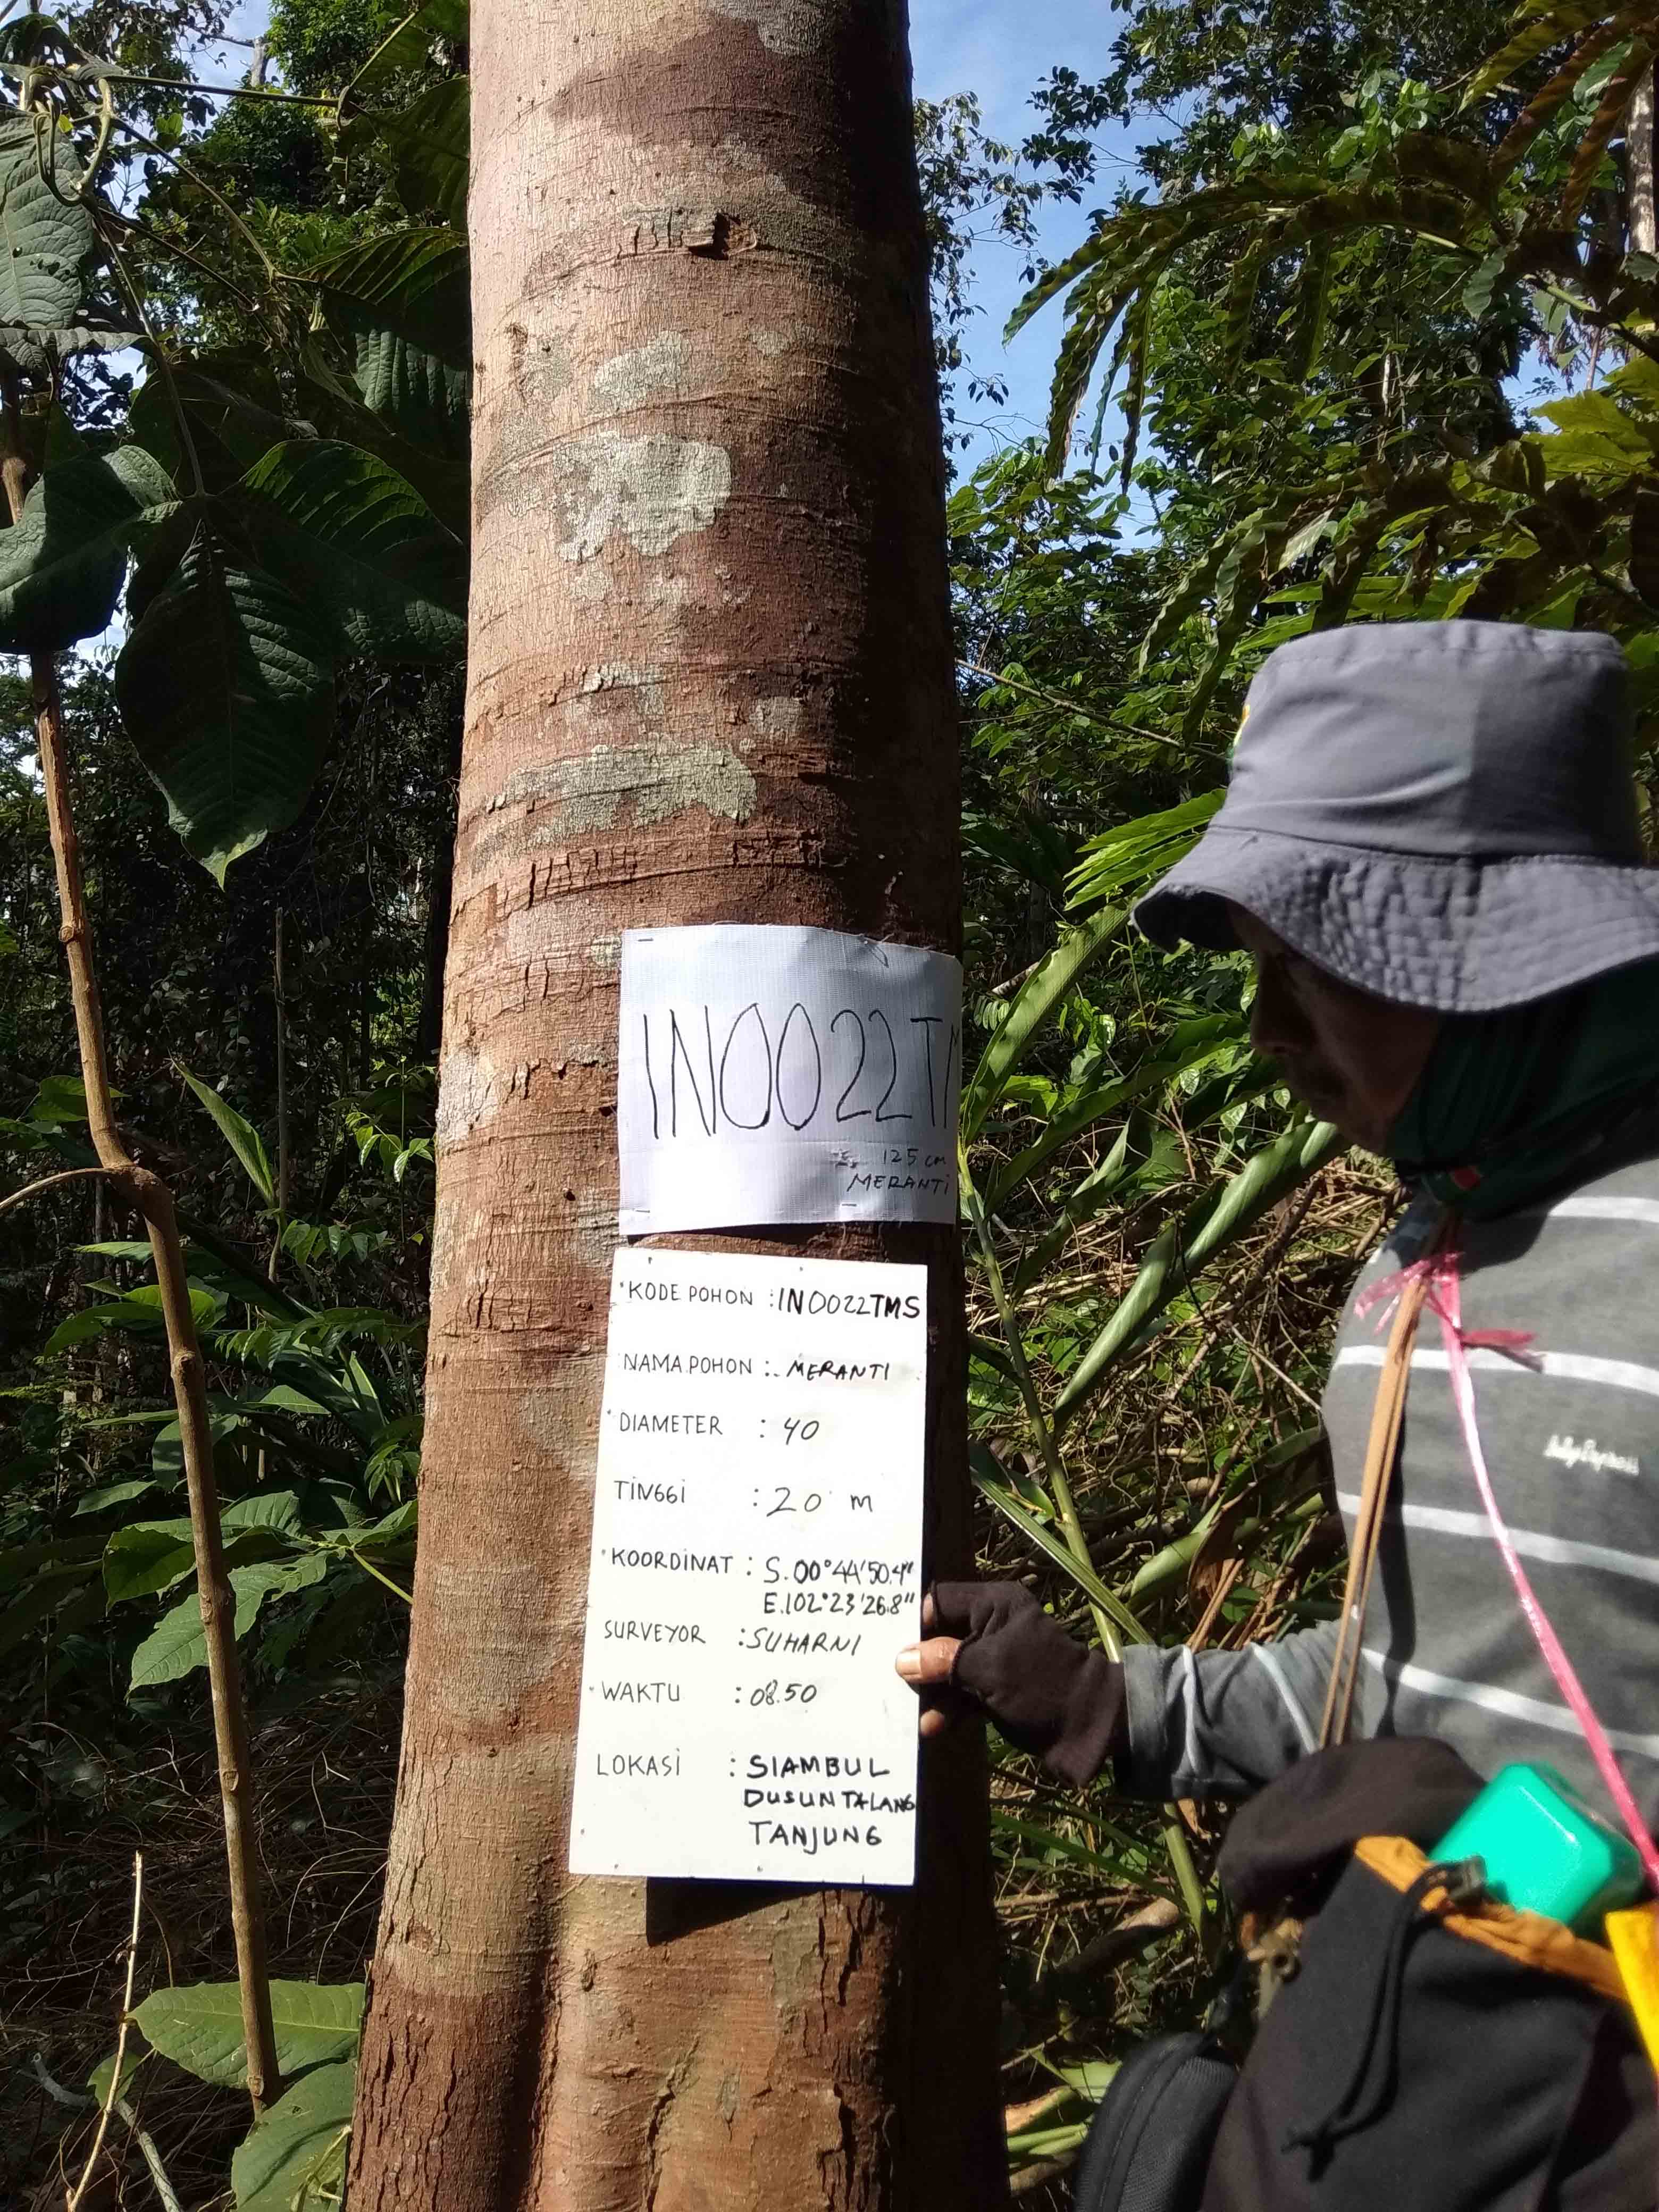 IN0022TM
125 cm
MERANTI
KODE POHON : IN0022TMS
NAMA.POHON : .. MERANTI
DIAMETER : 40
TINGGI : 20 m
KOORDINAT : S.00°44'50.4"
E.102°23'26.8"
SURVEYOR : SUHARNI
WAKTU : 08.50
LOKASI : SIAMBUL
DUSUN TALANG
TANJUNG